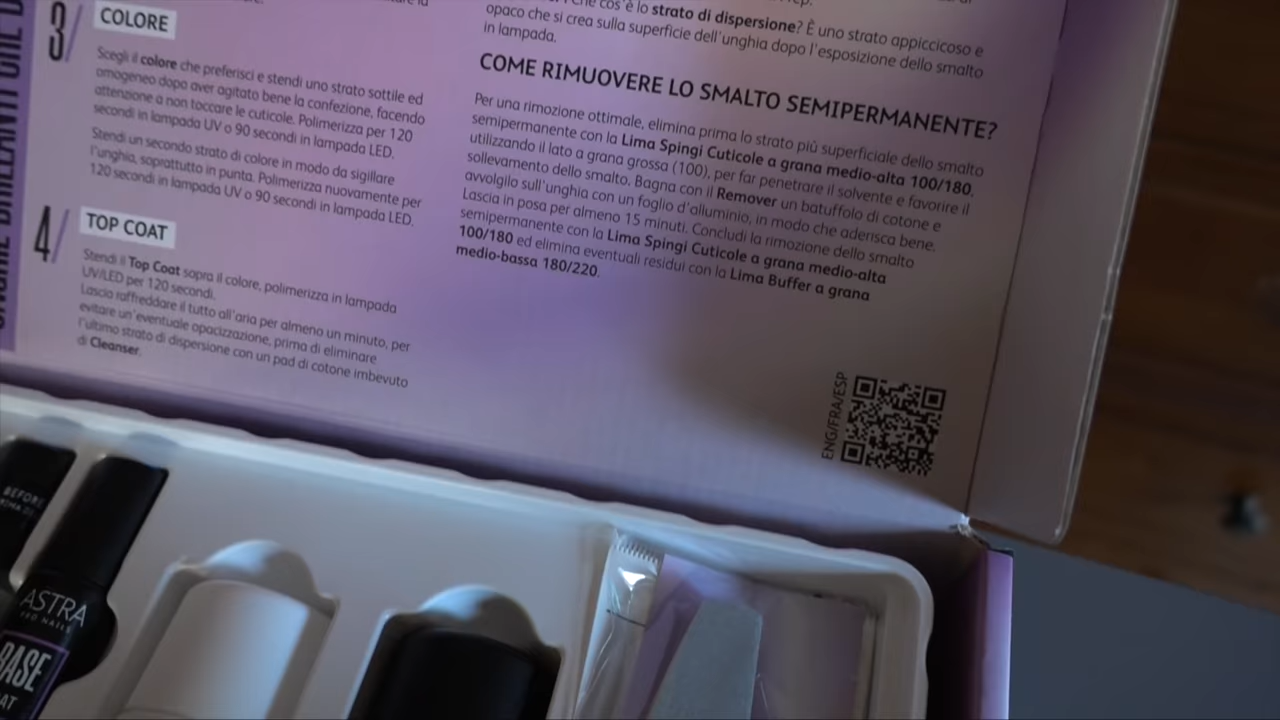 3/
COLORE
Scegli il colore che preferisci e stendi uno strato sottile ed
omogeneo dopo aver agitato bene la confezione, facendo
attenzione a non toccare le cuticole. Polimerizza per 120
secondi in lampada UV o 90 secondi in lampada LED.
Stendi un secondo strato di colore in modo da sigillare
l'unghia, soprattutto in punta. Polimerizza nuovamente per
120 secondi in lampada UV o 90 secondi in lampada LED.
4/
TOP COAT
Stendi il Top Coat sopra il colore, polimerizza in lampada
UV/LED per 120 secondi.
Lascia raffreddare il tutto all'aria per almeno un minuto, per
evitare un'eventuale opacizzazione, prima di eliminare
l'ultimo strato di dispersione con un pad di cotone imbevuto
di Cleanser.
Che cos'è lo strato di dispersione? È uno strato appiccicoso e
opaco che si crea sulla superficie dell'unghia dopo l'esposizione dello smalto
in lampada.
COME RIMUOVERE LO SMALTO SEMIPERMANENTE?
Per una rimozione ottimale, elimina prima lo strato più superficiale dello smalto
semipermanente con la Lima Spingi Cuticole a grana medio-alta 100/180,
utilizzando il lato a grana grossa (100), per far penetrare il solvente e favorire il
sollevamento dello smalto. Bagna con il Remover un batuffolo di cotone e
avvolgilo sull'unghia con un foglio d'alluminio, in modo che aderisca bene.
Lascia in posa per almeno 15 minuti. Concludi la rimozione dello smalto
semipermanente con la Lima Spingi Cuticole a grana medio-alta
100/180 ed elimina eventuali residui con la Lima Buffer a grana
medio-bassa 180/220.
ENG/FRA/ESP
BEFORE
ASTRA
PRO NAILS
BASE